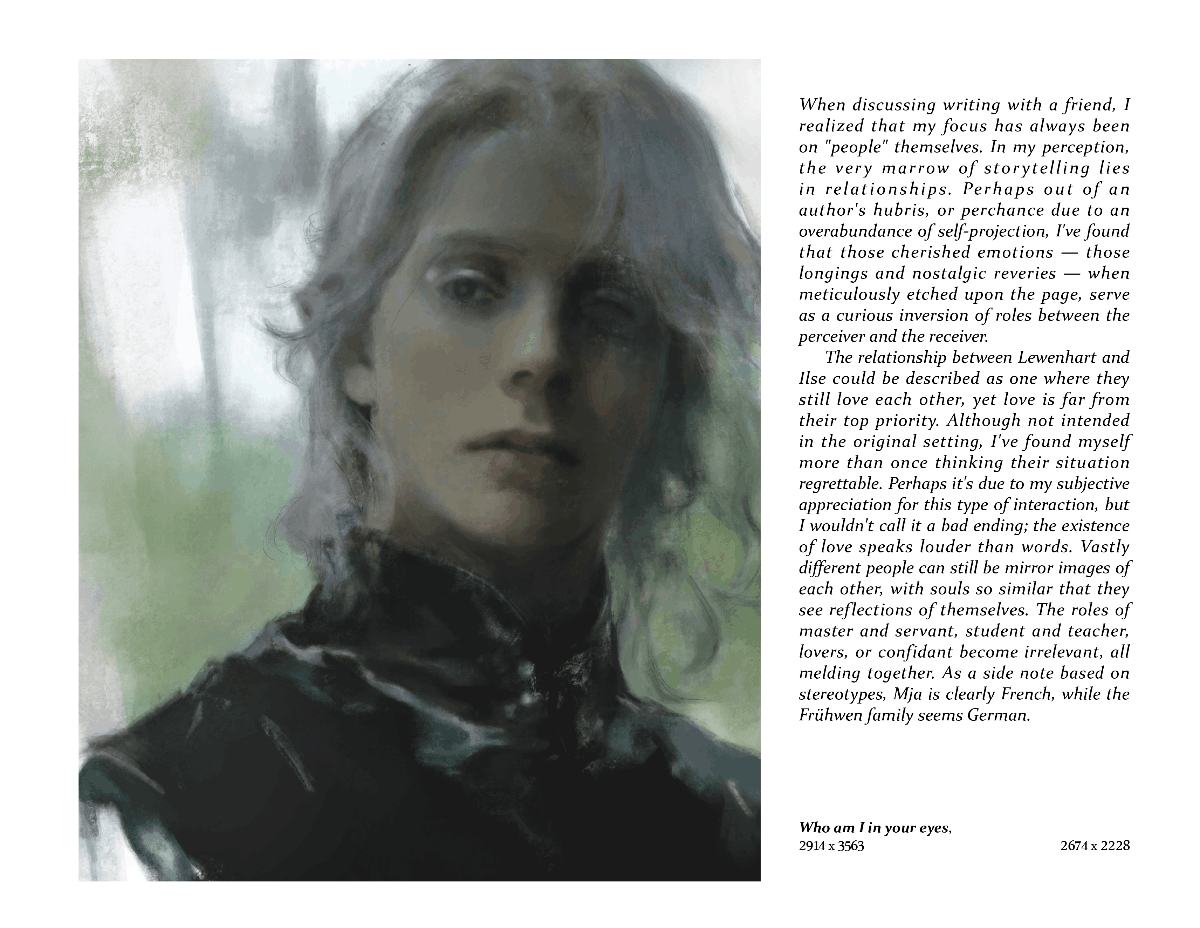 When discussing writing with a friend, I
realized that my focus has always been
on "people" themselves. In my perception,
the very marrow of storytelling lies
in relationships. Perhaps out of an
author's hubris, or perchance due to an
overabundance of self-projection, I've found
that those cherished emotions — those
longings and nostalgic reveries — when
meticulously etched upon the page, serve
as a curious inversion of roles between the
perceiver and the receiver.
The relationship between Lewenhart and
Ilse could be described as one where they
still love each other, yet love is far from
their top priority. Although not intended
in the original setting, I've found myself
more than once thinking their situation
regrettable. Perhaps it's due to my subjective
appreciation for this type of interaction, but
I wouldn't call it a bad ending; the existence
of love speaks louder than words. Vastly
different people can still be mirror images of
each other, with souls so similar that they
see reflections of themselves. The roles of
master and servant, student and teacher,
lovers, or confidant become irrelevant, all
melding together. As a side note based on
stereotypes, Mja is clearly French, while the
Frühwen family seems German.
Who am I in your eyes,
2914 x 3563 2674 x 2228